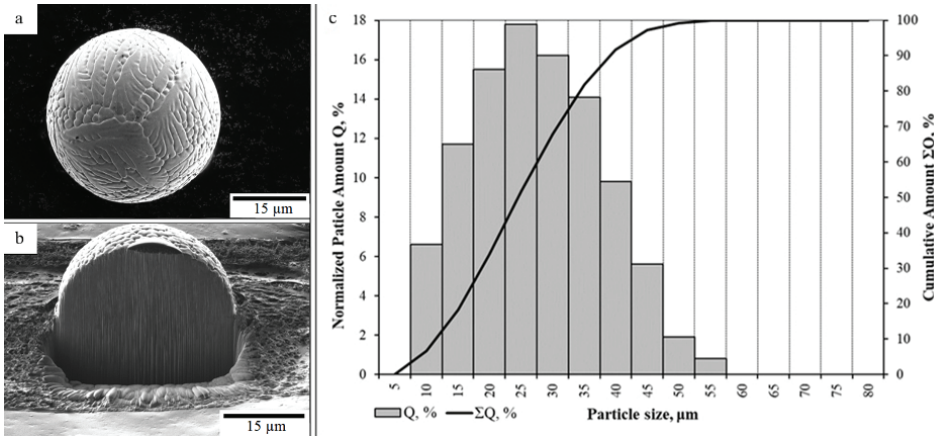 a
15 µm
b
15 µm
c
Normalized Paticle Amount Q, %
18
16
14
12
10
8
6
4
2
0
100
90
80
70
60
50
40
30
20
10
0
Cumulative Amount ΣQ, %
5 10 15 20 25 30 35 40 45 50 55 60 65 70 75 80
Q, % ΣQ, % Particle size, µm